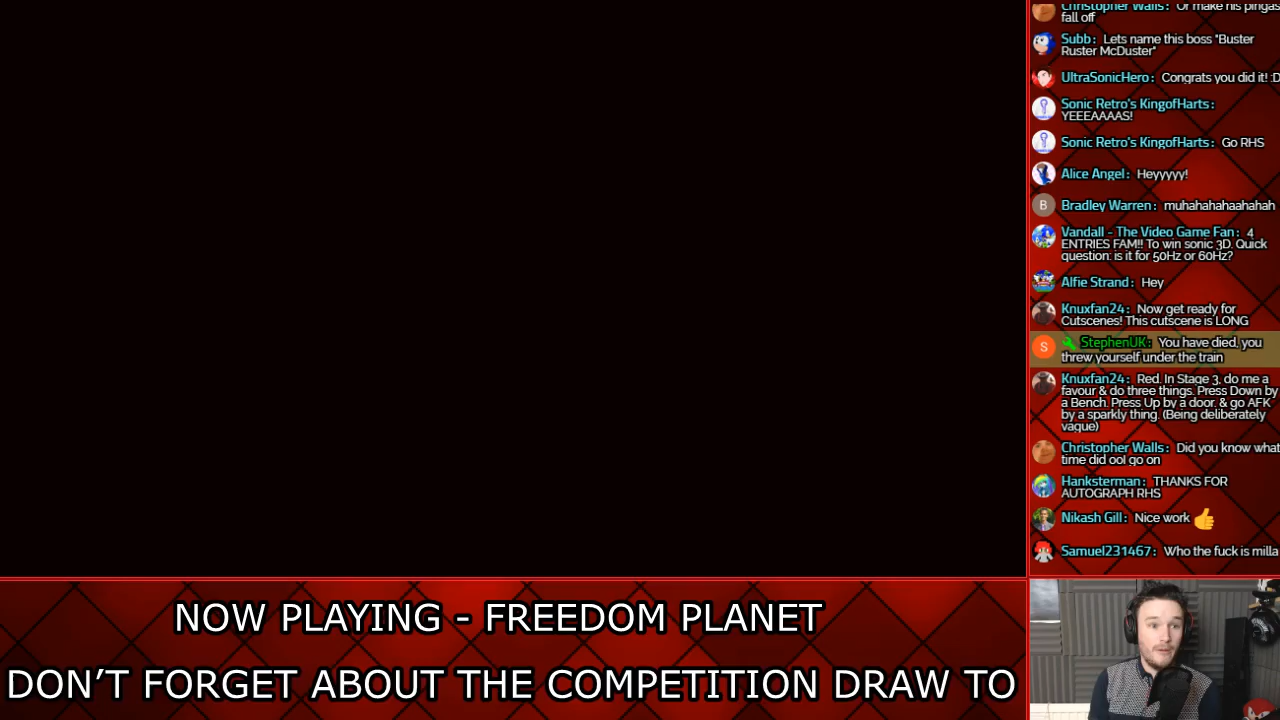 Christopher Walls: Or make his pingas
fall off
Subb: Lets name this boss "Buster
Ruster McDuster"
UltraSonicHero: Congrats you did it! :D
Sonic Retro's KingofHarts:
YEEEAAAAS!
Sonic Retro's KingofHarts: Go RHS
Alice Angel: Heyyyyy!
B
Bradley Warren: muhahahahaahahah
Vandall - The Video Game Fan: 4
ENTRIES FAM!! To win sonic 3D. Quick
question: is it for 50Hz or 60Hz?
Alfie Strand: Hey
Knuxfan24: Now get ready for
Cutscenes! This cutscene is LONG
S
StephenUK: You have died, you
threw yourself under the train
Knuxfan24: Red. In Stage 3, do me a
favour & do three things. Press Down by
a Bench. Press Up by a door. & go AFK
by a sparkly thing. (Being deliberately
vaque)
Christopher Walls: Did you know what
time did ool go on
Hanksterman: THANKS FOR
AUTOGRAPH RHS
Nikash Gill: Nice work 👍
Samuel231467: Who the fuck is milla
NOW PLAYING - FREEDOM PLANET
DON'T FORGET ABOUT THE COMPETITION DRAW TO